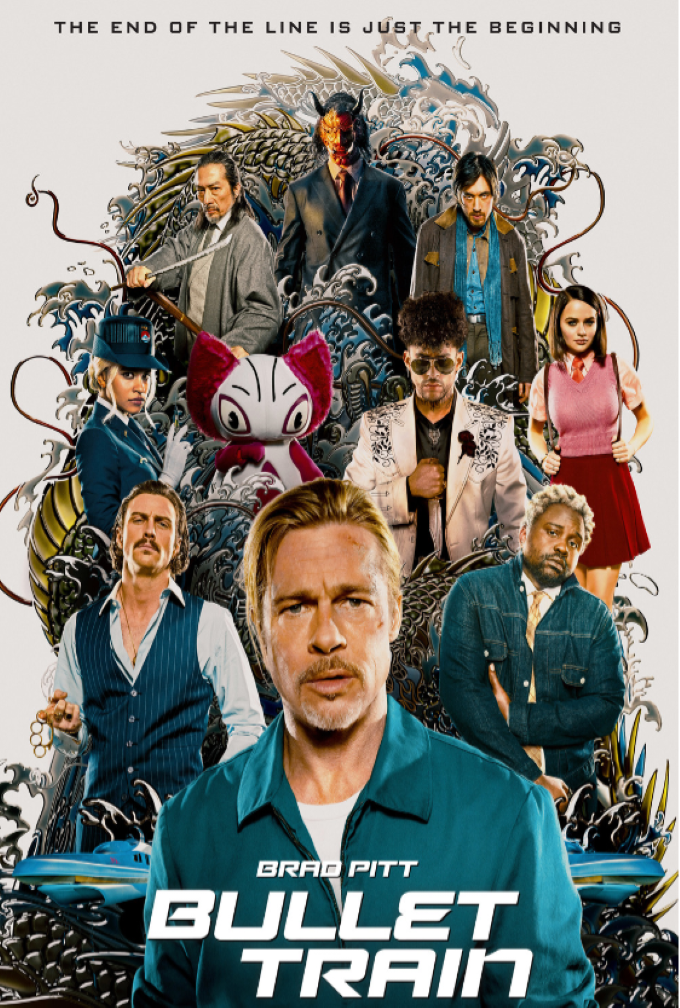 THE END OF THE LINE IS JUST THE BEGINNING
BRAD PITT
BULLET
TRAIN